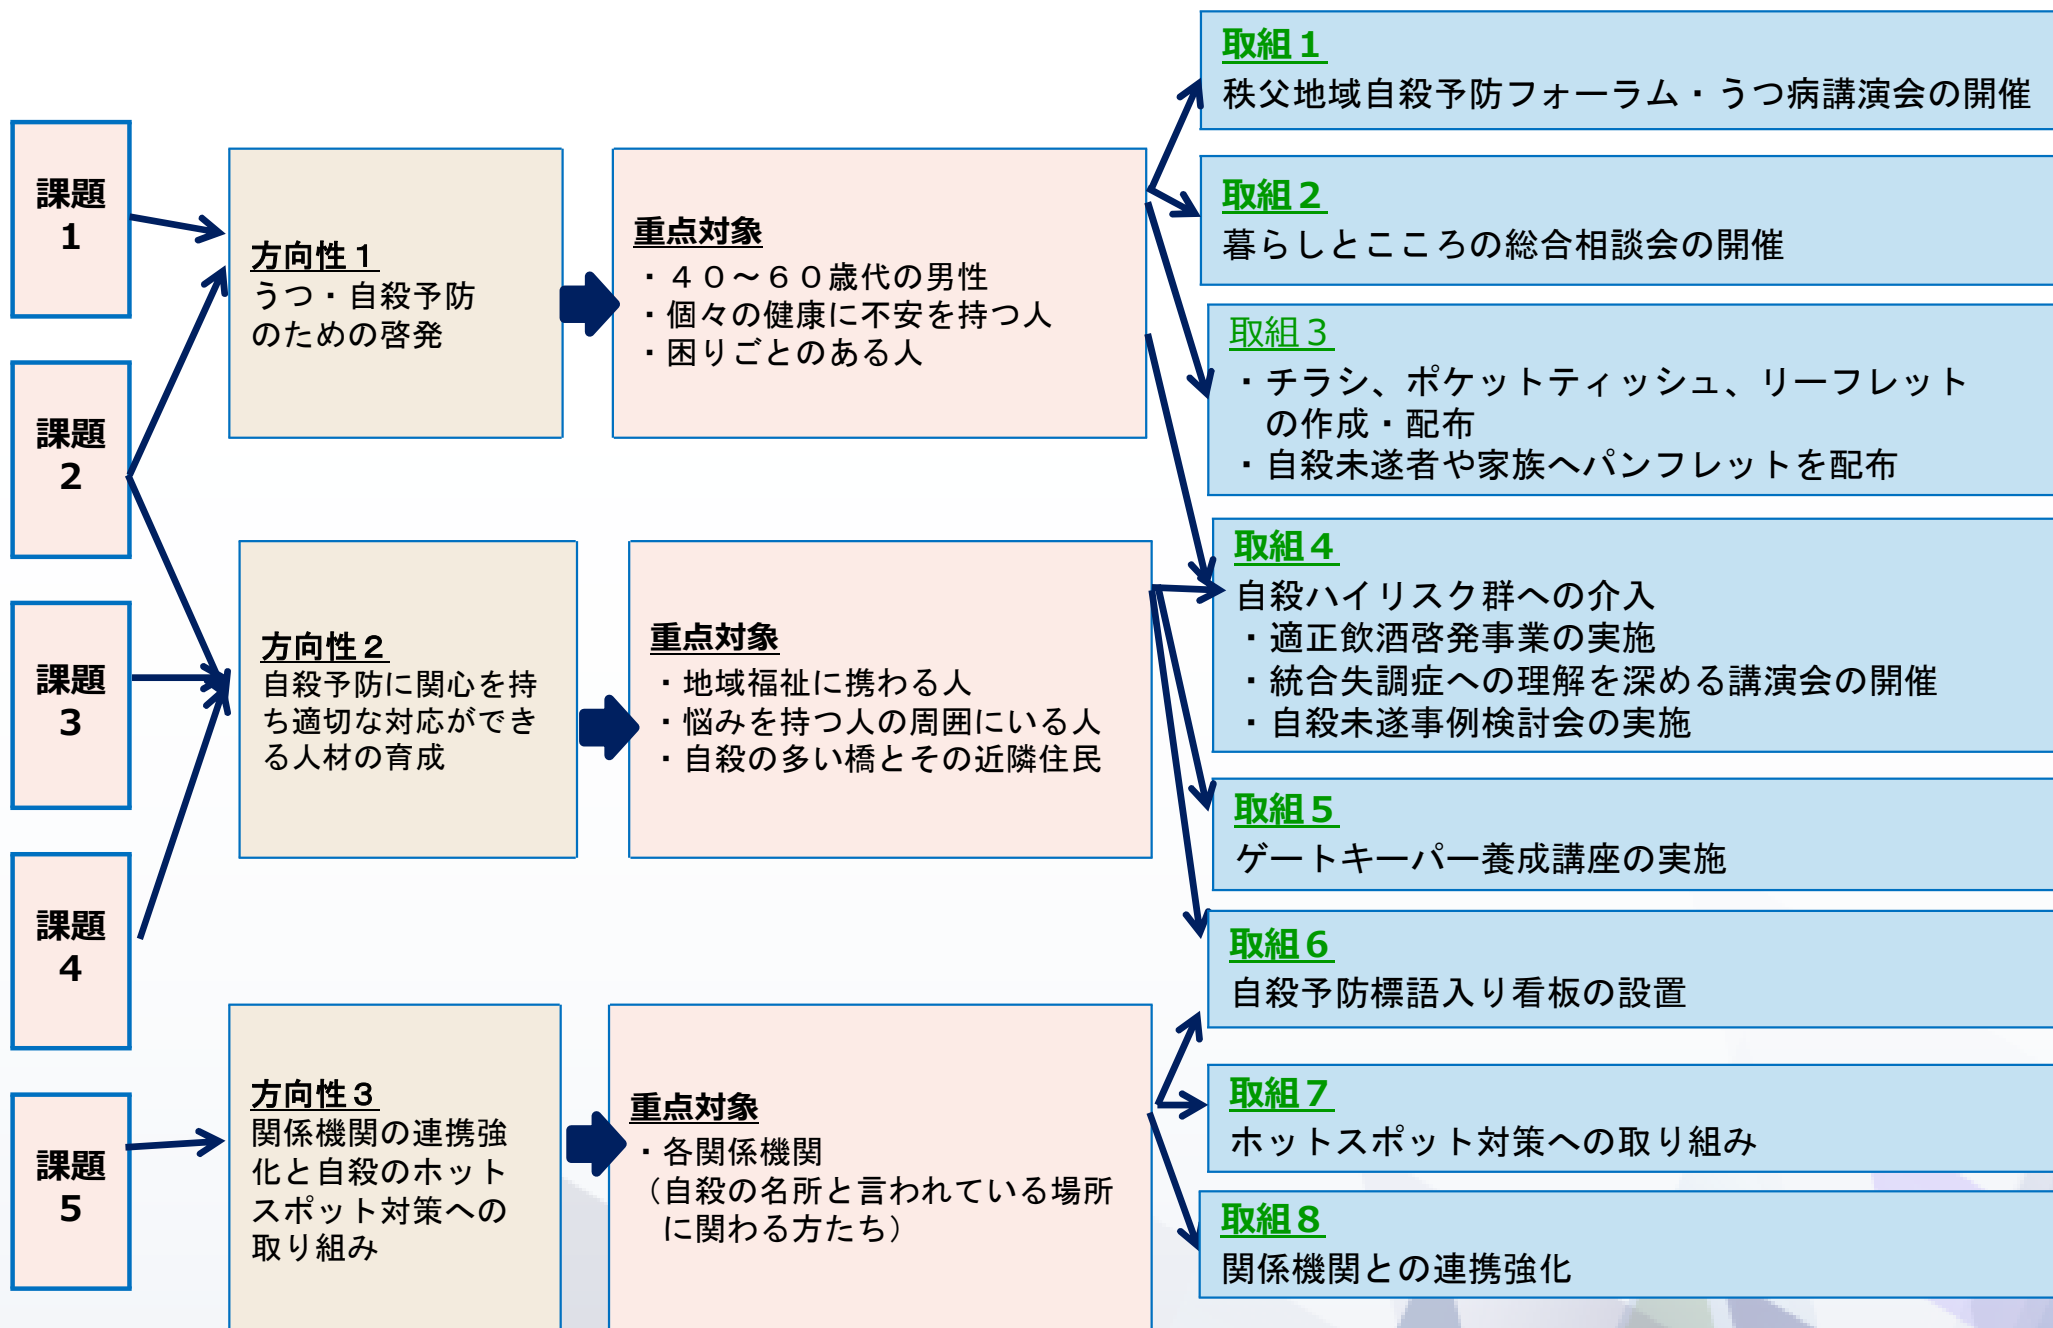 課題
1
課題
2
課題
3
課題
4
課題
5
方向性１
うつ・自殺予防
のための啓発
重点対象
・４０～６０歳代の男性
・個々の健康に不安を持つ人
・困りごとのある人
方向性２
自殺予防に関心を持
ち適切な対応ができ
る人材の育成
重点対象
・地域福祉に携わる人
・悩みを持つ人の周囲にいる人
・自殺の多い橋とその近隣住民
方向性３
関係機関の連携強
化と自殺のホット
スポット対策への
取り組み
重点対象
・各関係機関
（自殺の名所と言われている場所
に関わる方たち）
取組１
秩父地域自殺予防フォーラム・うつ病講演会の開催
取組２
暮らしとこころの総合相談会の開催
取組３
・チラシ、ポケットティッシュ、リーフレット
の作成・配布
・自殺未遂者や家族へパンフレットを配布
取組４
自殺ハイリスク群への介入
・適正飲酒啓発事業の実施
・統合失調症への理解を深める講演会の開催
・自殺未遂事例検討会の実施
取組５
ゲートキーパー養成講座の実施
取組６
自殺予防標語入り看板の設置
取組７
ホットスポット対策への取り組み
取組８
関係機関との連携強化